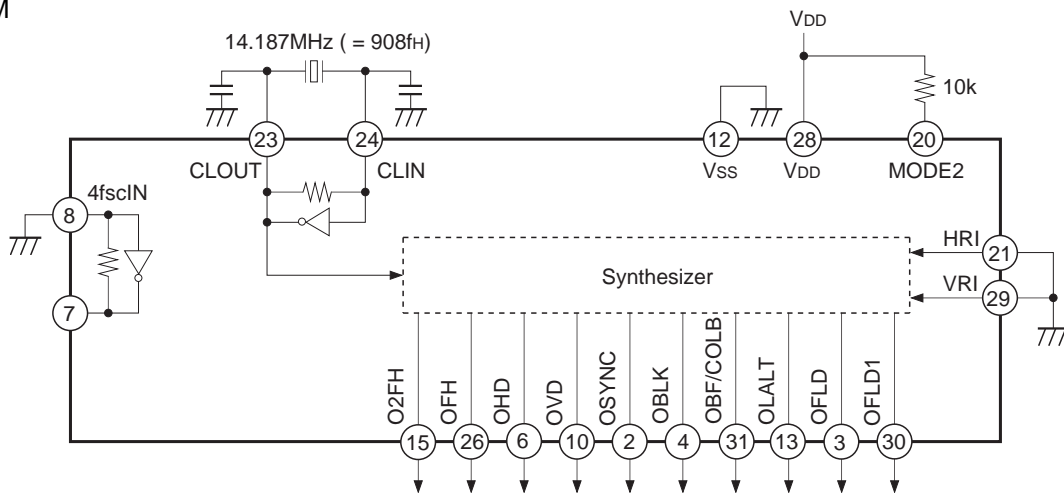 M
14.187MHz ( = 908fH)
VDD
10k
23
24
12
28
20
CLOUT
CLIN
VSS
VDD
MODE2
4fscIN
8
HRI
21
Synthesizer
VRI
29
7
O2FH
OFH
OHD
OVD
OSYNC
OBLK
OBF/COLB
OLALT
OFLD
OFLD1
15
26
6
10
2
4
31
13
3
30